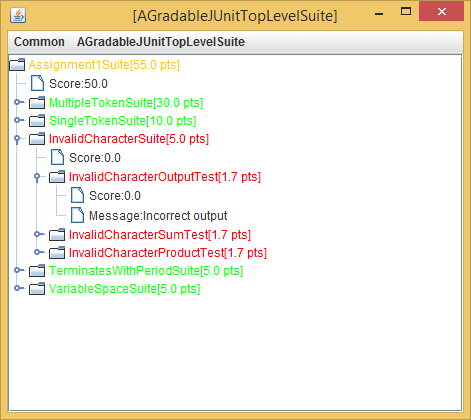 [AGradableJUnitTopLevelSuite]
Common AGradableJUnitTopLevelSuite
Assignment1Suite[55.0 pts]
Score:50.0
MultipleTokenSuite[30.0 pts]
SingleTokenSuite[10.0 pts]
InvalidCharacterSuite[5.0 pts]
Score:0.0
InvalidCharacterOutputTest[1.7 pts]
Score:0.0
Message:Incorrect output
InvalidCharacterSumTest[1.7 pts]
InvalidCharacterProductTest[1.7 pts]
TerminatesWithPeriodSuite[5.0 pts]
VariableSpaceSuite[5.0 pts]